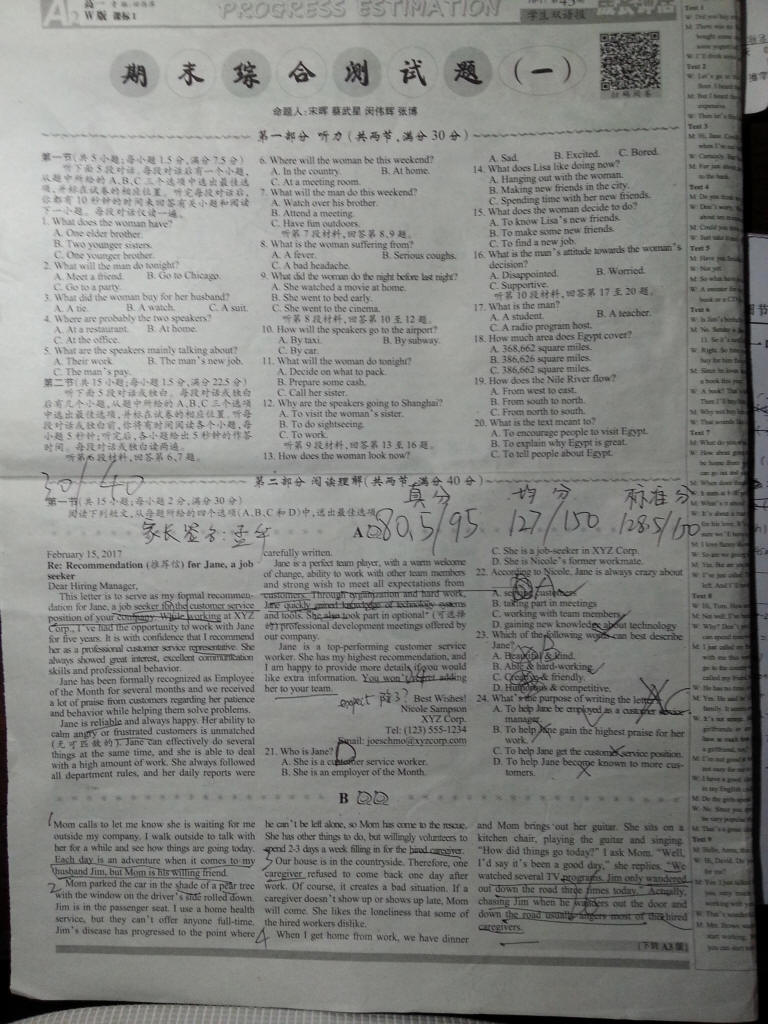 高一
W版 课标1
PROGRESS ESTIMATION
学生双语报
期末综合测试题(一)
扫码阅卷
命题人:宋晖 蔡武星 闵伟辉 张博
第一部分 听力(共两节,满分30分)
第一节(共5小题;每小题1.5分,满分7.5分)
听下面5段对话。每段对话后有一个小题,
从题中所给的A、B、C三个选项中选出最佳选
项,并标在试卷的相应位置。听完每段对话后,
你都有10秒钟的时间来回答有关小题和阅读
下一小题。每段对话仅读一遍。
1. What does the woman have?
A. One elder brother.
B. Two younger sisters.
C. One younger brother.
2. What will the man do tonight?
A. Meet a friend. B. Go to Chicago.
C. Go to a party.
3. What did the woman buy for her husband?
A. A tie. B. A watch. C. A suit.
4. Where are probably the two speakers?
A. At a restaurant. B. At home.
C. At the office.
5. What are the speakers mainly talking about?
A. Their work. B. The man's new job.
C. The man's pay.
第二节(共15小题;每小题1.5分,满分22.5分)
听下面5段对话或独白。每段对话或独白
后有几个小题,从题中所给的A、B、C三个选项
中选出最佳选项,并标在试卷的相应位置。听每
段对话或独白前,你将有时间阅读各个小题,每
小题5秒钟;听完后,各小题给出5秒钟的作答
时间。每段对话或独白读两遍。
听第6段材料,回答第6、7题。
6. Where will the woman be this weekend?
A. In the country. B. At home.
C. At a meeting room.
7. What will the man do this weekend?
A. Watch over his brother.
B. Attend a meeting.
C. Have fun outdoors.
听第7段材料,回答第8、9题。
8. What is the woman suffering from?
A. A fever. B. Serious coughs.
C. A bad headache.
9. What did the woman do the night before last night?
A. She watched a movie at home.
B. She went to bed early.
C. She went to the cinema.
听第8段材料,回答第10至12题。
10. How will the speakers go to the airport?
A. By taxi. B. By subway.
C. By car.
11. What will the woman do tonight?
A. Decide on what to pack.
B. Prepare some cash.
C. Call her sister.
12. Why are the speakers going to Shanghai?
A. To visit the woman's sister.
B. To do sightseeing.
C. To work.
听第9段材料,回答第13至16题。
13. How does the woman look now?
A. Sad. B. Excited. C. Bored.
14. What does Lisa like doing now?
A. Hanging out with the woman.
B. Making new friends in the city.
C. Spending time with her new friends.
15. What does the woman decide to do?
A. To know Lisa's new friends.
B. To make some new friends.
C. To find a new job.
16. What is the man's attitude towards the woman's
decision?
A. Disappointed. B. Worried.
C. Supportive.
听第10段材料,回答第17至20题。
17. What is the man?
A. A student. B. A teacher.
C. A radio program host.
18. How much area does Egypt cover?
A. 368,662 square miles.
B. 386,626 square miles.
C. 386,662 square miles.
19. How does the Nile River flow?
A. From west to east.
B. From south to north.
C. From north to south.
20. What is the text meant to?
A. To encourage people to visit Egypt.
B. To explain why Egypt is great.
C. To tell people about Egypt.
30/40
第二部分 阅读理解(共两节,满分40分)
第一节(共15小题;每小题2分,满分30分)
阅读下列短文,从每题所给的四个选项(A、B、C和D)中,选出最佳选项。
家长签名:
真分 均分 标准分
80.5/95 127/150 128.5/150
A
February 15, 2017
Re: Recommendation (推荐信) for Jane, a job
seeker
Dear Hiring Manager,
This letter is to serve as my formal recommen-
dation for Jane, a job seeker for the customer service
position of your company. While working at XYZ
Corp., I've had the opportunity to work with Jane
for five years. It is with confidence that I recommend
her as a professional customer service representative. She
always showed great interest, excellent communication
skills and professional behavior.
Jane has been formally recognized as Employee
of the Month for several months and we received
a lot of praise from customers regarding her patience
and behavior while helping them solve problems.
Jane is reliable and always happy. Her ability to
calm angry or frustrated customers is unmatched
(无可匹敌的). Jane can effectively do several
things at the same time, and she is able to deal
with a high amount of work. She always followed
all department rules, and her daily reports were
carefully written.
Jane is a perfect team player, with a warm welcome
of change, ability to work with other team members
and strong wish to meet all expectations from
customers. Through organization and hard work,
Jane quickly gained knowledge of technology systems
and tools. She also took part in optional (可选择
的) professional development meetings offered by
our company.
Jane is a top-performing customer service
worker. She has my highest recommendation, and
I am happy to provide more details if you would
like extra information. You won't regret adding
her to your team.
Best Wishes!
Nicole Sampson
XYZ Corp.
Tel: (123) 555-1234
Email: joeschmo@xyzcorp.com
21. Who is Jane? D
A. She is a customer service worker.
B. She is an employer of the Month.
C. She is a job-seeker in XYZ Corp.
D. She is Nicole's former workmate.
22. According to Nicole, Jane is always crazy about
A. serving customers
B. taking part in meetings
C. working with team members
D. gaining new knowledge about technology
23. Which of the following words can best describe
Jane?
A. Beautiful & kind.
B. Able & hard-working.
C. Creative & friendly.
D. Humorous & competitive.
24. What's the purpose of writing the letter?
A. To help Jane be employed as a customer service
manager.
B. To help Jane gain the highest praise for her
work.
C. To help Jane get the customer service position.
D. To help Jane become known to more cus-
tomers.
B
Mom calls to let me know she is waiting for me
outside my company. I walk outside to talk with
her for a while and see how things are going today.
Each day is an adventure when it comes to my
husband Jim, but Mom is his willing friend.
Mom parked the car in the shade of a pear tree
with the window on the driver's side rolled down.
Jim is in the passenger seat. I use a home health
service, but they can't offer anyone full-time.
Jim's disease has progressed to the point where
he can't be left alone, so Mom has come to the rescue.
She has other things to do, but willingly volunteers to
spend 2-3 days a week filling in for the hired caregiver.
Our house is in the countryside. Therefore, one
caregiver refused to come back one day after
work. Of course, it creates a bad situation. If a
caregiver doesn't show up or shows up late, Mom
will come. She likes the loneliness that some of
the hired workers dislike.
When I get home from work, we have dinner
and Mom brings out her guitar. She sits on a
kitchen chair, playing the guitar and singing.
"How did things go today?" I ask Mom. "Well,
I'd say it's been a good day," she replies. "We
watched several TV programs. Jim only wandered
out down the road three times today." Actually,
chasing Jim when he wanders out the door and
down the road usually angers most of the hired
caregivers.
(下转A3版)